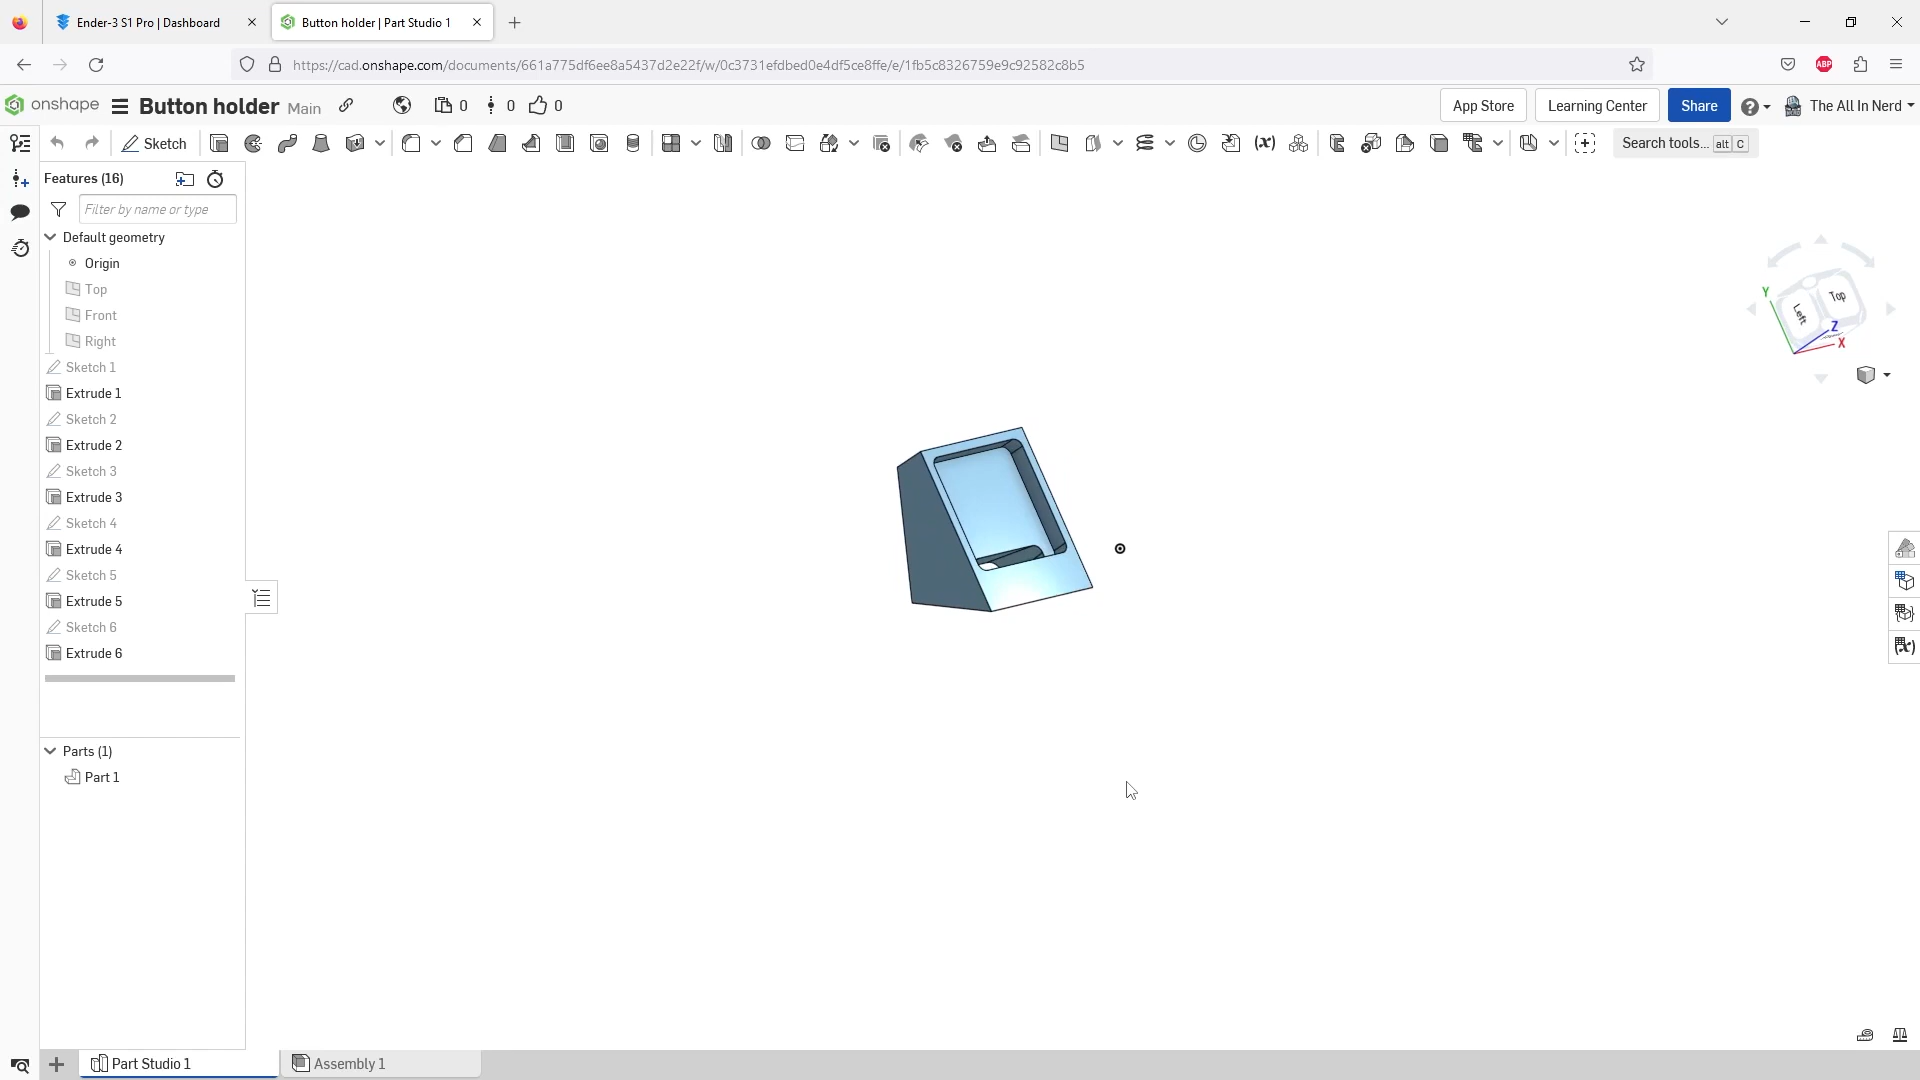 Ender-3 S1 Pro | Dashboard
Button holder | Part Studio 1
https://cad.onshape.com/documents/661a775df6ee8a5437d2e22f/w/0c3731efdbed0e4df5ce8ffe/e/1fb5c8326759e9c92582c8b5
ABP
onshape
Button holder Main
0
0
0
App Store
Learning Center
Share
The All In Nerd
Sketch
Search tools... alt C
Features (16)
Filter by name or type
Default geometry
Origin
Top
Front
Right
Sketch 1
Extrude 1
Sketch 2
Extrude 2
Sketch 3
Extrude 3
Sketch 4
Extrude 4
Sketch 5
Extrude 5
Sketch 6
Extrude 6
Parts (1)
Part 1
Y
Top
Left
Z
X
Part Studio 1
Assembly 1